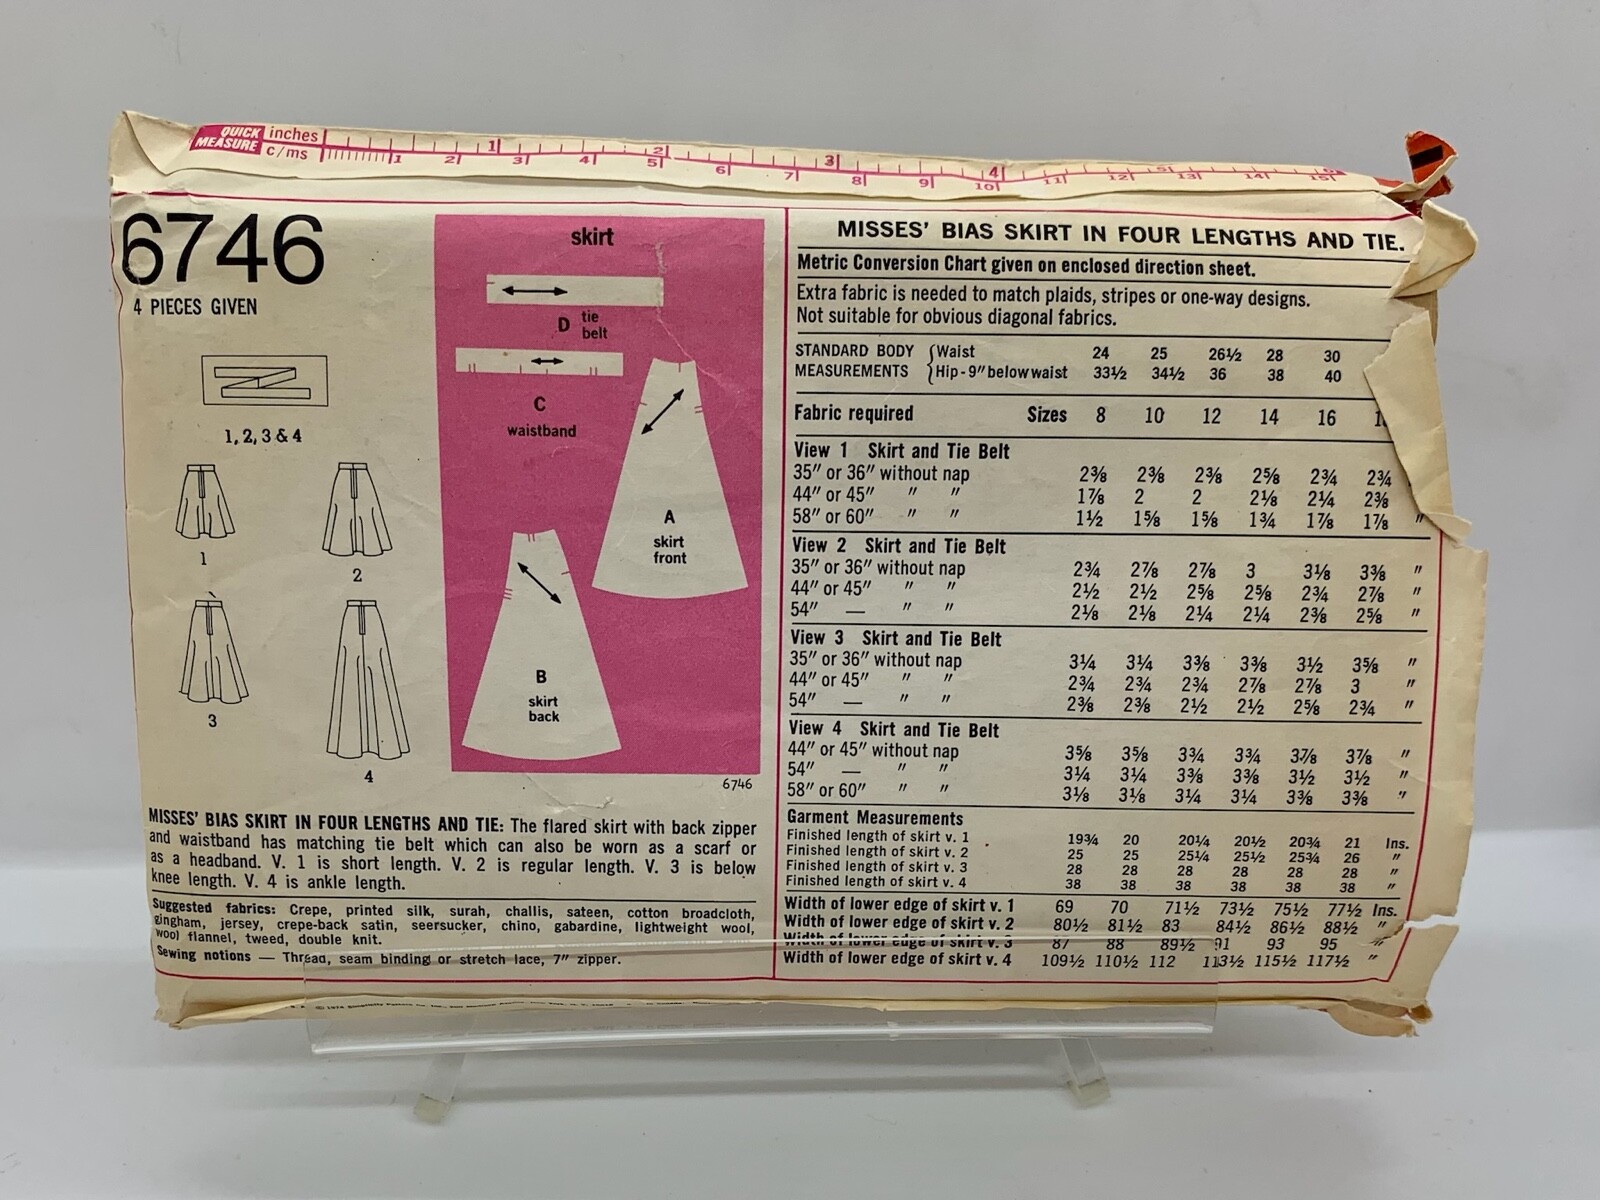 QUICK MEASURE inches c/ms
1 2 3 4 5
1 2 3 4 5 6 7 8 9 10 11 12 13 14 15
6746
4 PIECES GIVEN
1, 2, 3 & 4
1
2
3
4
skirt
D tie belt
C
waistband
A
skirt
front
B
skirt
back
6746
MISSES' BIAS SKIRT IN FOUR LENGTHS AND TIE: The flared skirt with back zipper
and waistband has matching tie belt which can also be worn as a scarf or
as a headband. V. 1 is short length. V. 2 is regular length. V. 3 is below
knee length. V. 4 is ankle length.
Suggested fabrics: Crepe, printed silk, surah, challis, sateen, cotton broadcloth,
gingham, jersey, crepe-back satin, seersucker, chino, gabardine, lightweight wool,
wool flannel, tweed, double knit.
Sewing notions — Thread, seam binding or stretch lace, 7" zipper.
MISSES' BIAS SKIRT IN FOUR LENGTHS AND TIE.
Metric Conversion Chart given on enclosed direction sheet.
Extra fabric is needed to match plaids, stripes or one-way designs.
Not suitable for obvious diagonal fabrics.
STANDARD BODY Waist 24 25 26½ 28 30
MEASUREMENTS Hip - 9" below waist 33½ 34½ 36 38 40
Fabric required Sizes 8 10 12 14 16
View 1 Skirt and Tie Belt
35" or 36" without nap 2⅜ 2⅜ 2⅜ 2⅝ 2¾ 2¾
44" or 45" " " 1⅞ 2 2 2⅛ 2¼ 2⅜
58" or 60" " " 1½ 1⅝ 1⅝ 1¾ 1⅞ 1⅞ "
View 2 Skirt and Tie Belt
35" or 36" without nap 2¾ 2⅞ 2⅞ 3 3⅛ 3⅜ "
44" or 45" " " 2½ 2½ 2⅝ 2⅝ 2¾ 2⅞ "
54" — " " 2⅛ 2⅛ 2¼ 2¼ 2⅜ 2⅝ "
View 3 Skirt and Tie Belt
35" or 36" without nap 3¼ 3¼ 3⅜ 3⅜ 3½ 3⅝ "
44" or 45" " " 2¾ 2¾ 2¾ 2⅞ 2⅞ 3 "
54" — " " 2⅜ 2⅜ 2½ 2½ 2⅝ 2¾ "
View 4 Skirt and Tie Belt
44" or 45" without nap 3⅝ 3⅝ 3¾ 3¾ 3⅞ 3⅞ "
54" — " " 3¼ 3¼ 3⅜ 3⅜ 3½ 3½ "
58" or 60" " " 3⅛ 3⅛ 3¼ 3¼ 3⅜ 3⅜ "
Garment Measurements
Finished length of skirt v. 1 19¾ 20 20¼ 20½ 20¾ 21 Ins.
Finished length of skirt v. 2 25 25 25¼ 25½ 25¾ 26 "
Finished length of skirt v. 3 28 28 28 28 28 28 "
Finished length of skirt v. 4 38 38 38 38 38 38 "
Width of lower edge of skirt v. 1 69 70 71½ 73½ 75½ 77½ Ins.
Width of lower edge of skirt v. 2 80½ 81½ 83 84½ 86½ 88½ "
Width of lower edge of skirt v. 3 87 88 89½ 91 93 95 "
Width of lower edge of skirt v. 4 109½ 110½ 112 113½ 115½ 117½ "